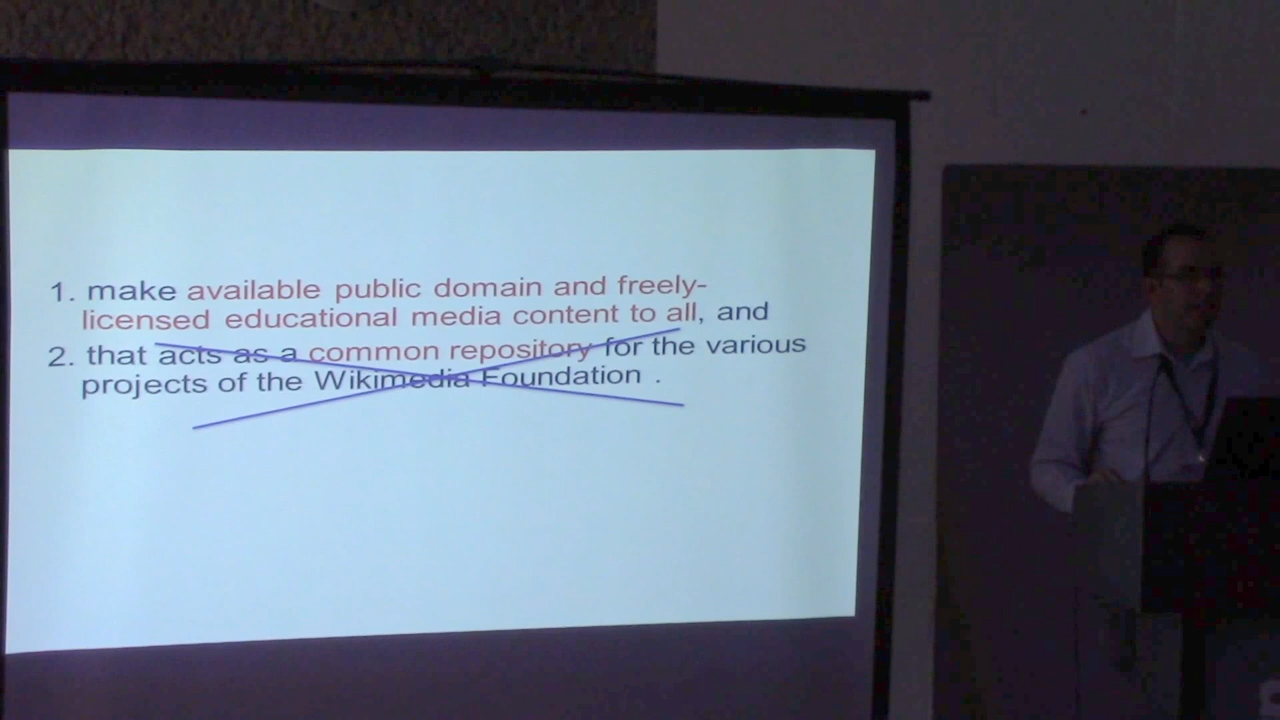 1. make available public domain and freely-
licensed educational media content to all, and
2. that acts as a common repository for the various
projects of the Wikimedia Foundation .